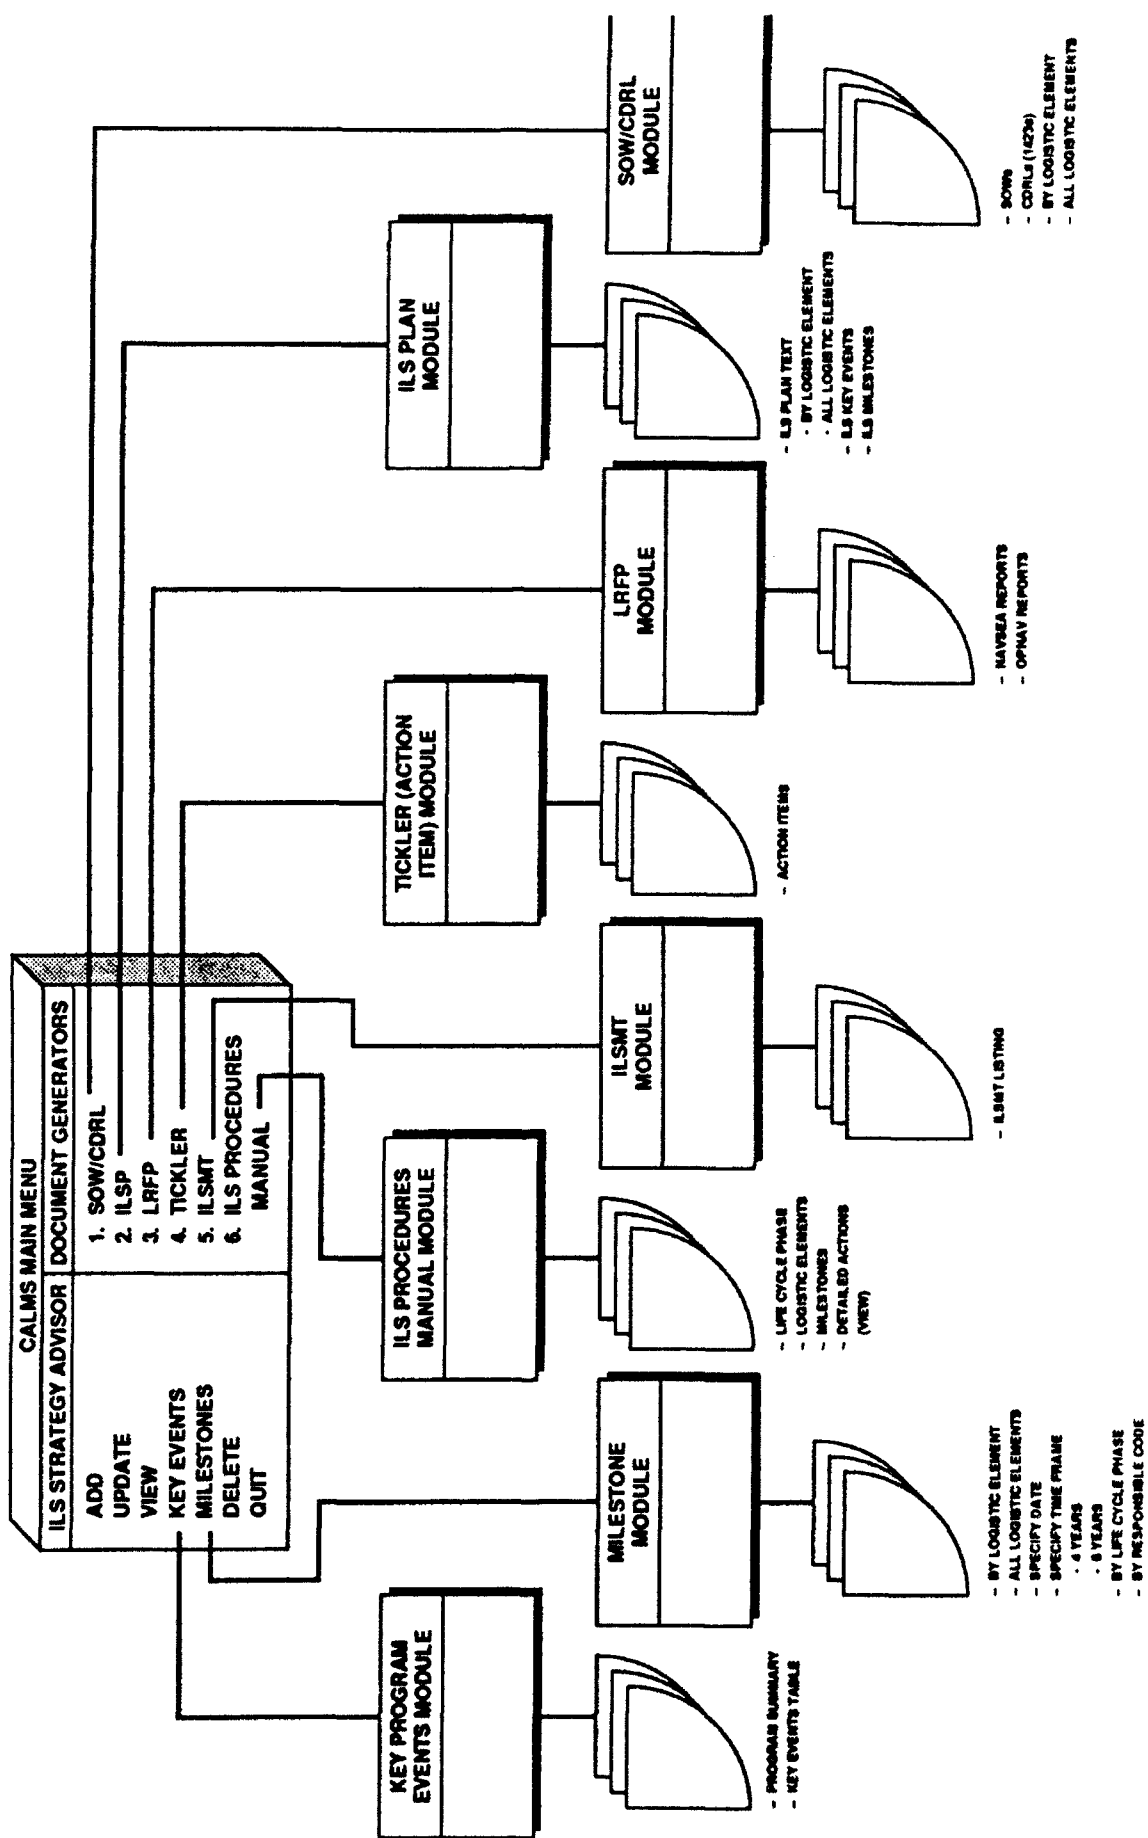 CALMS MAIN MENU
ILS STRATEGY ADVISOR
ADD
UPDATE
VIEW
KEY EVENTS
MILESTONES
DELETE
QUIT
DOCUMENT GENERATORS
1. SOW/CDRL
2. ILSP
3. LRFP
4. TICKLER
5. ILSMT
6. ILS PROCEDURES
MANUAL
KEY PROGRAM
EVENTS MODULE
- PROGRAM SUMMARY
- KEY EVENTS TABLE
MILESTONE
MODULE
- BY LOGISTIC ELEMENT
- ALL LOGISTIC ELEMENTS
- SPECIFY DATE
- SPECIFY TIME FRAME
· 4 YEARS
· 6 YEARS
- BY LIFE CYCLE PHASE
- BY RESPONSIBLE CODE
ILS PROCEDURES
MANUAL MODULE
- LIFE CYCLE PHASE
- LOGISTIC ELEMENTS
- MILESTONES
- DETAILED ACTIONS
(VIEW)
ILSMT
MODULE
- ILSMT LISTING
TICKLER (ACTION
ITEM) MODULE
- ACTION ITEMS
LRFP
MODULE
- NAVSEA REPORTS
- OPNAV REPORTS
ILS PLAN
MODULE
- ILS PLAN TEXT
· BY LOGISTIC ELEMENT
· ALL LOGISTIC ELEMENTS
- ILS KEY EVENTS
- ILS MILESTONES
SOW/CDRL
MODULE
- SOWs
- CDRLs (1423s)
- BY LOGISTIC ELEMENT
- ALL LOGISTIC ELEMENTS